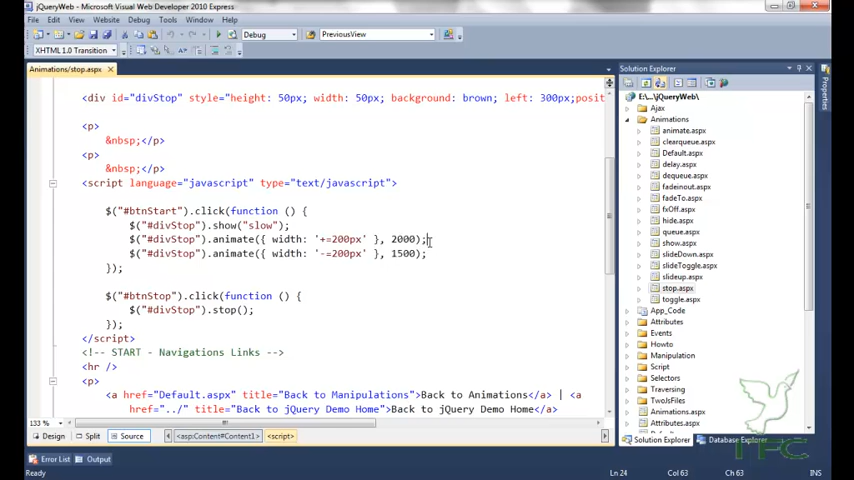 jQueryWeb - Microsoft Visual Web Developer 2010 Express
File Edit View Website Debug Tools Window Help
Debug PreviousView
XHTML 1.0 Transition
Animations/stop.aspx
<div id="divStop" style="height: 50px; width: 50px; background: brown; left: 300px;posit
<p>
&nbsp;</p>
<p>
&nbsp;</p>
<script language="javascript" type="text/javascript">
$("#btnStart").click(function () {
$("#divStop").show("slow");
$("#divStop").animate({ width: '+=200px' }, 2000);
$("#divStop").animate({ width: '-=200px' }, 1500);
});
$("#btnStop").click(function () {
$("#divStop").stop();
});
</script>
<!-- START - Navigations Links -->
<hr />
<p>
<a href="Default.aspx" title="Back to Manipulations">Back to Animations</a> | <a
href="../" title="Back to jQuery Demo Home">Back to jQuery Demo Home</a>
133 %
Design Split Source <asp:Content#Content1> <script>
Error List Output
Ready Ln 24 Col 63 Ch 63
Solution Explorer
E:\...\jQueryWeb\
Ajax
Animations
animate.aspx
clearqueue.aspx
Default.aspx
delay.aspx
dequeue.aspx
fadeinout.aspx
fadeTo.aspx
fxOff.aspx
hide.aspx
queue.aspx
show.aspx
slideDown.aspx
slideToggle.aspx
slideup.aspx
stop.aspx
toggle.aspx
App_Code
Attributes
Events
Howto
Manipulation
Script
Selectors
Traversing
TwoJsFiles
Animations.aspx
Attributes.aspx
Solution Explorer Database Explorer
Properties
TFC